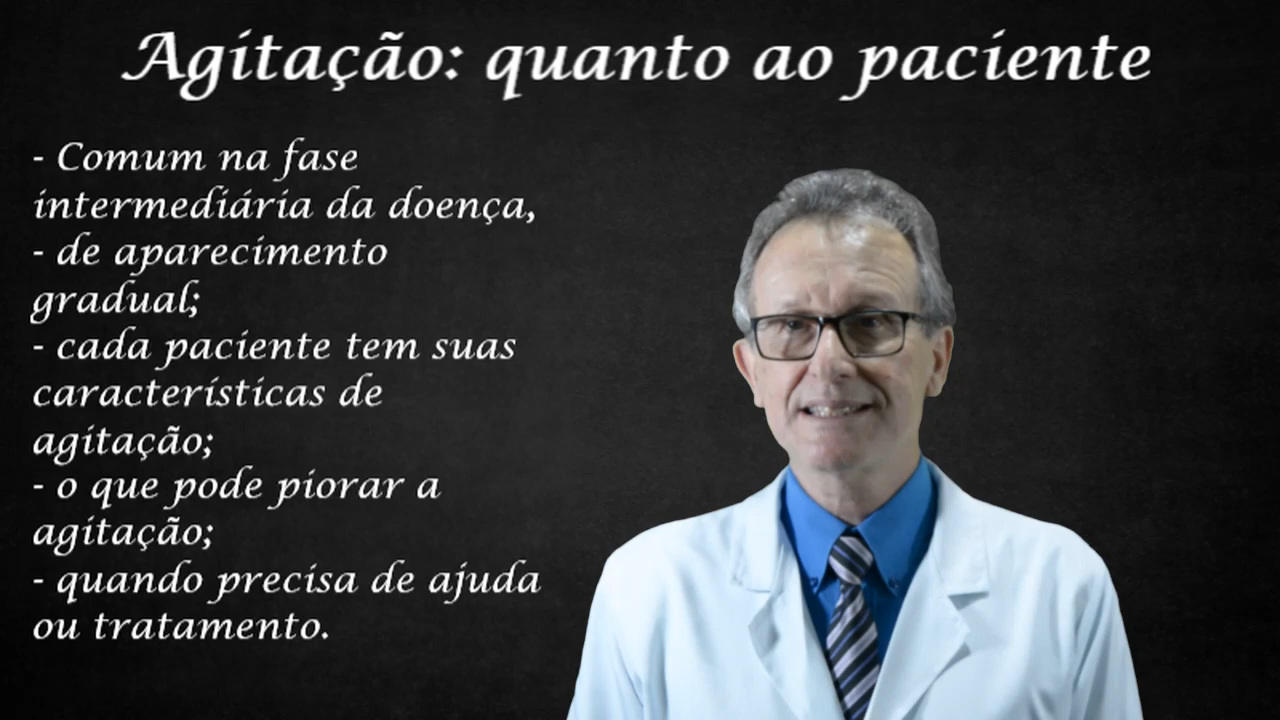 Agitação: quanto ao paciente
- Comum na fase
intermediária da doença,
- de aparecimento
gradual;
- cada paciente tem suas
características de
agitação;
- o que pode piorar a
agitação;
- quando precisa de ajuda
ou tratamento.